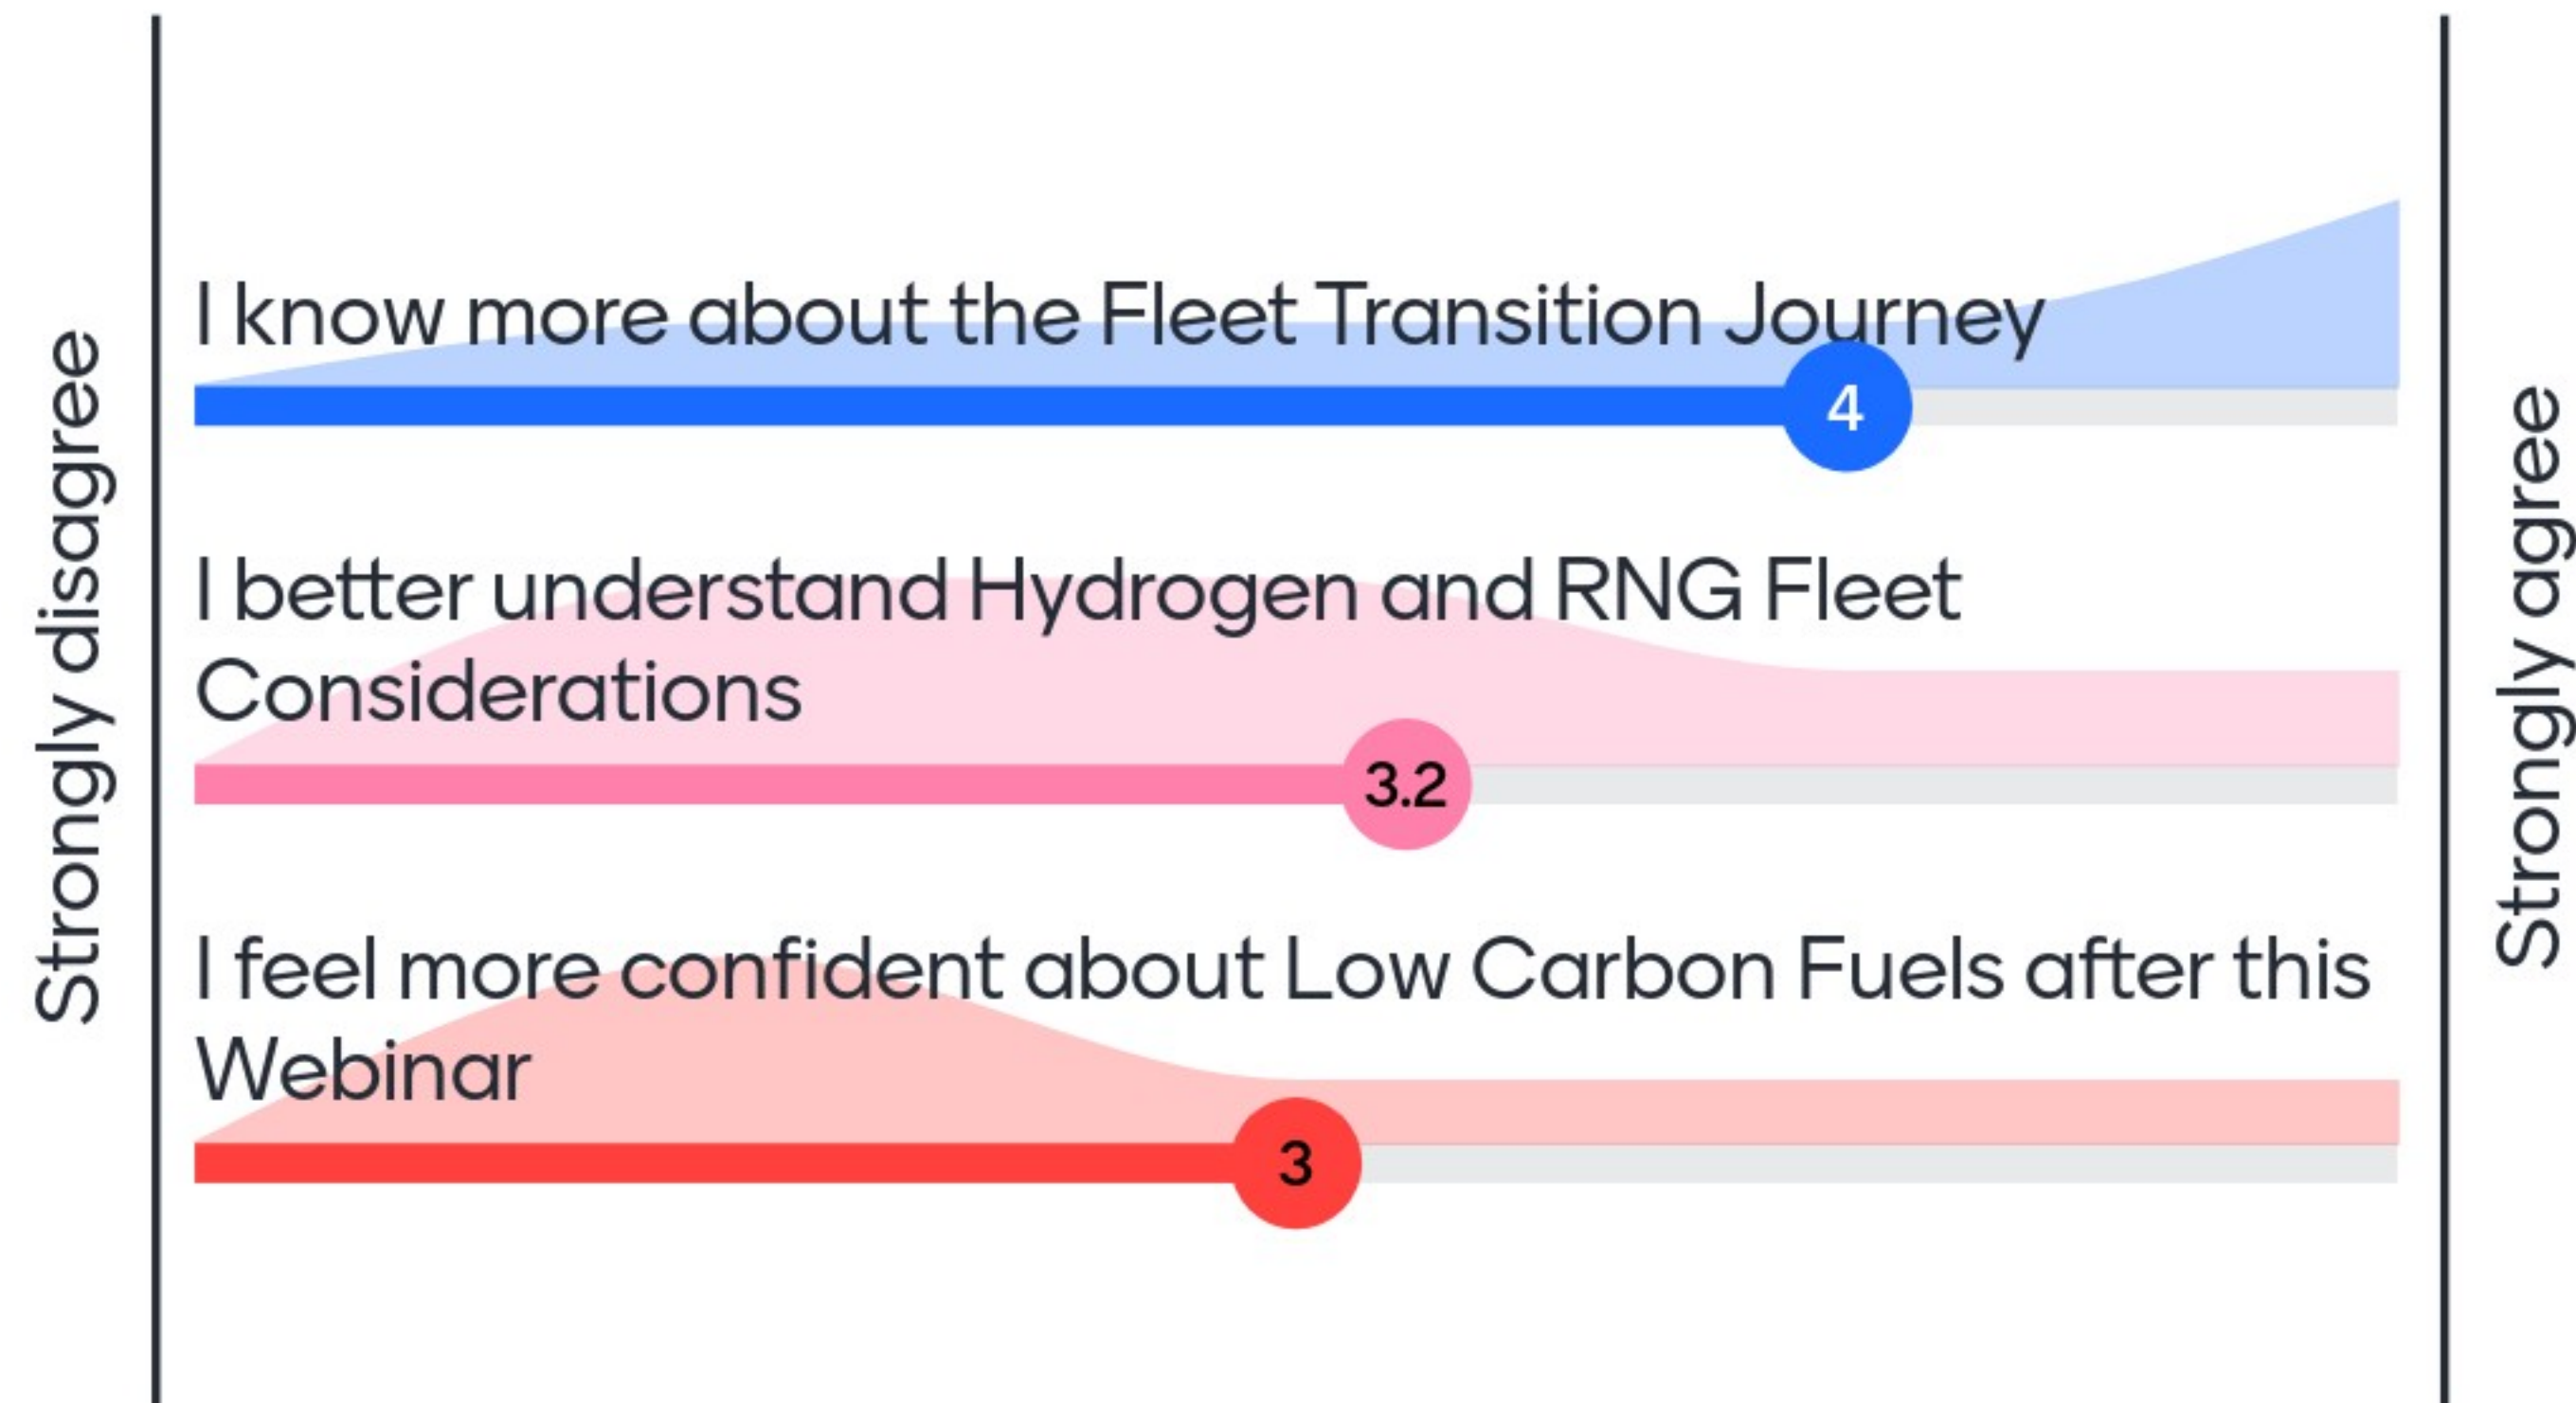 Strongly disagree
I know more about the Fleet Transition Journey
4
I better understand Hydrogen and RNG Fleet
Considerations
3.2
I feel more confident about Low Carbon Fuels after this
Webinar
3
Strongly agree